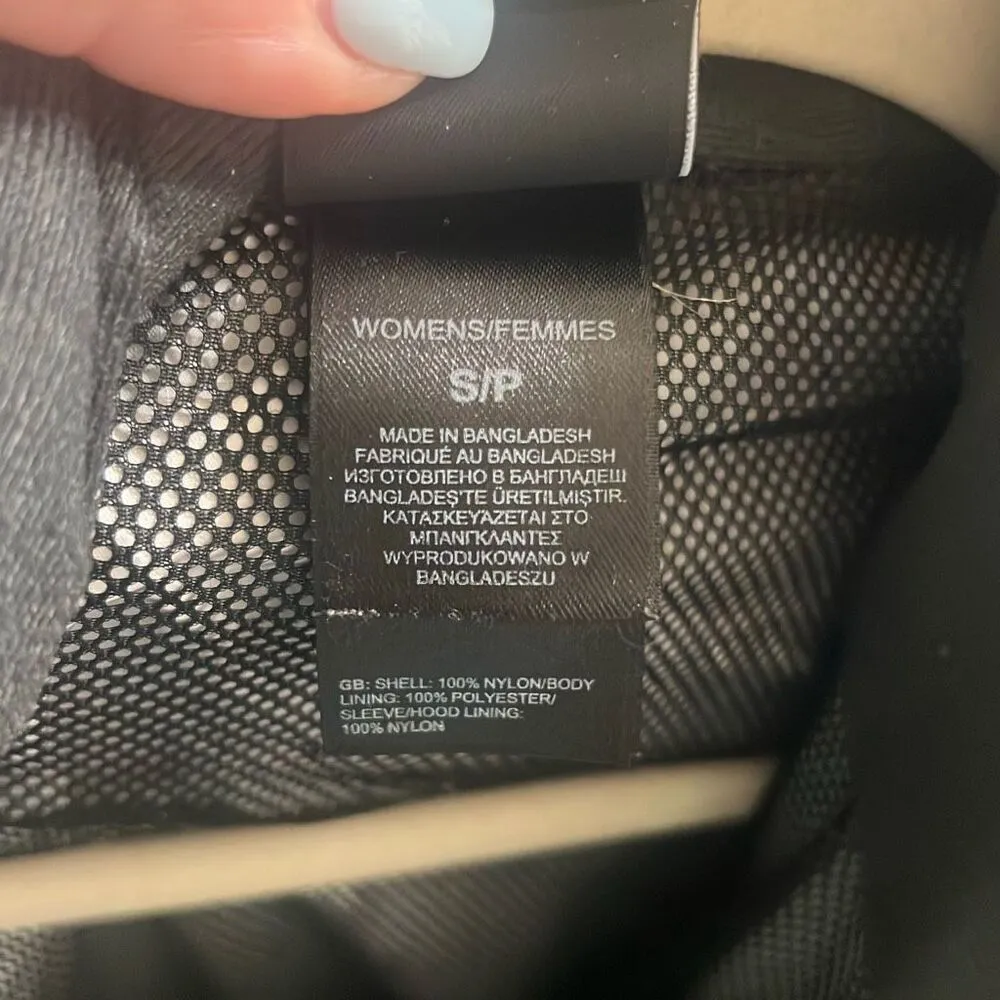 WOMENS/FEMMES
S/P
MADE IN BANGLADESH
FABRIQUÉ AU BANGLADESH
ИЗГОТОВЛЕНО В БАНГЛАДЕШ
BANGLADEŞ'TE ÜRETILMIŞTIR.
ΚΑΤΑΣΚΕΥΆΖΕΤΑΙ ΣΤΟ
ΜΠΑΝΓΚΛΑΝΤΕΣ
WYPRODUKOWANO W
BANGLADESZU
GB: SHELL: 100% NYLON/BODY
LINING: 100% POLYESTER/
SLEEVE/HOOD LINING:
100% NYLON